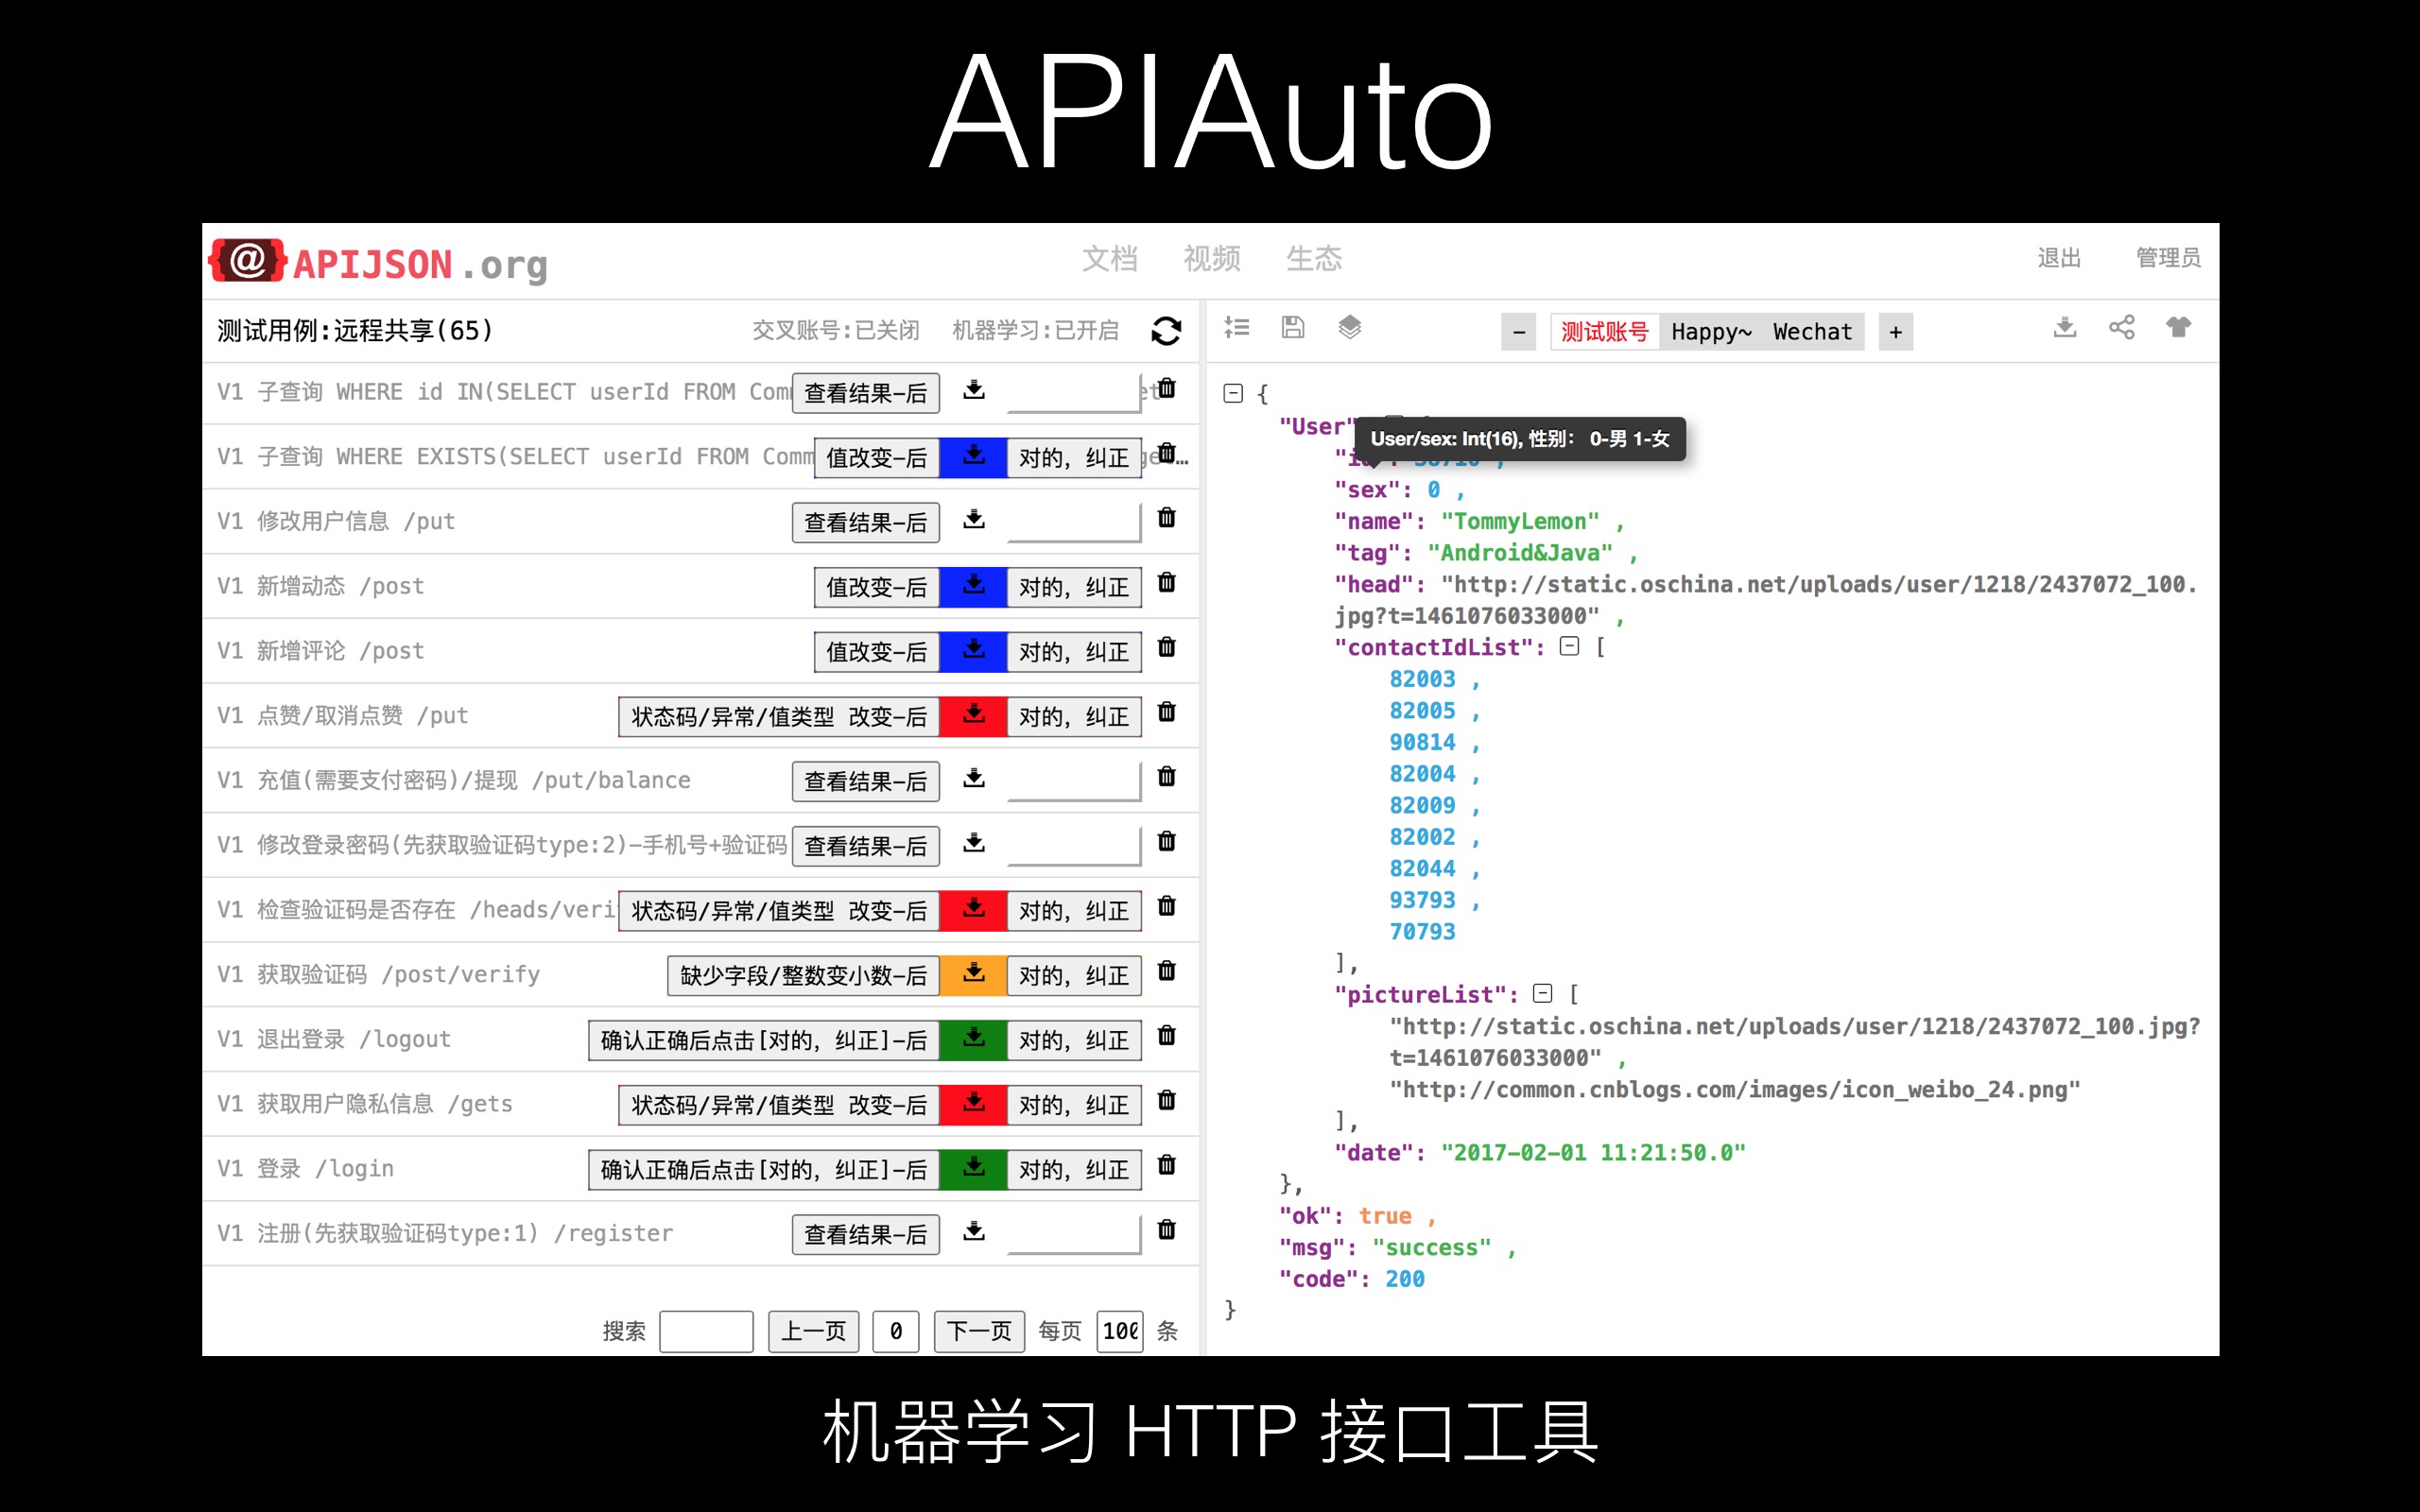 APIAuto
{@}APIJSON.org
文档 视频 生态
退出 管理员
测试用例:远程共享(65) 交叉账号:已关闭 机器学习:已开启
V1 子查询 WHERE id IN(SELECT userId FROM Com 查看结果-后
V1 子查询 WHERE EXISTS(SELECT userId FROM Comm 值改变-后 对的，纠正
V1 修改用户信息 /put 查看结果-后
V1 新增动态 /post 值改变-后 对的，纠正
V1 新增评论 /post 值改变-后 对的，纠正
V1 点赞/取消点赞 /put 状态码/异常/值类型 改变-后 对的，纠正
V1 充值(需要支付密码)/提现 /put/balance 查看结果-后
V1 修改登录密码(先获取验证码type:2)-手机号+验证码 查看结果-后
V1 检查验证码是否存在 /heads/veri 状态码/异常/值类型 改变-后 对的，纠正
V1 获取验证码 /post/verify 缺少字段/整数变小数-后 对的，纠正
V1 退出登录 /logout 确认正确后点击[对的，纠正]-后 对的，纠正
V1 获取用户隐私信息 /gets 状态码/异常/值类型 改变-后 对的，纠正
V1 登录 /login 确认正确后点击[对的，纠正]-后 对的，纠正
V1 注册(先获取验证码type:1) /register 查看结果-后
搜索 上一页 0 下一页 每页 100 条
- 测试账号 Happy~ Wechat +
{
"User"
User/sex: Int(16), 性别： 0-男 1-女
"sex": 0 ,
"name": "TommyLemon" ,
"tag": "Android&Java" ,
"head": "http://static.oschina.net/uploads/user/1218/2437072_100.
jpg?t=1461076033000" ,
"contactIdList": [
82003 ,
82005 ,
90814 ,
82004 ,
82009 ,
82002 ,
82044 ,
93793 ,
70793
],
"pictureList": [
"http://static.oschina.net/uploads/user/1218/2437072_100.jpg?
t=1461076033000" ,
"http://common.cnblogs.com/images/icon_weibo_24.png"
],
"date": "2017-02-01 11:21:50.0"
},
"ok": true ,
"msg": "success" ,
"code": 200
}
机器学习 HTTP 接口工具